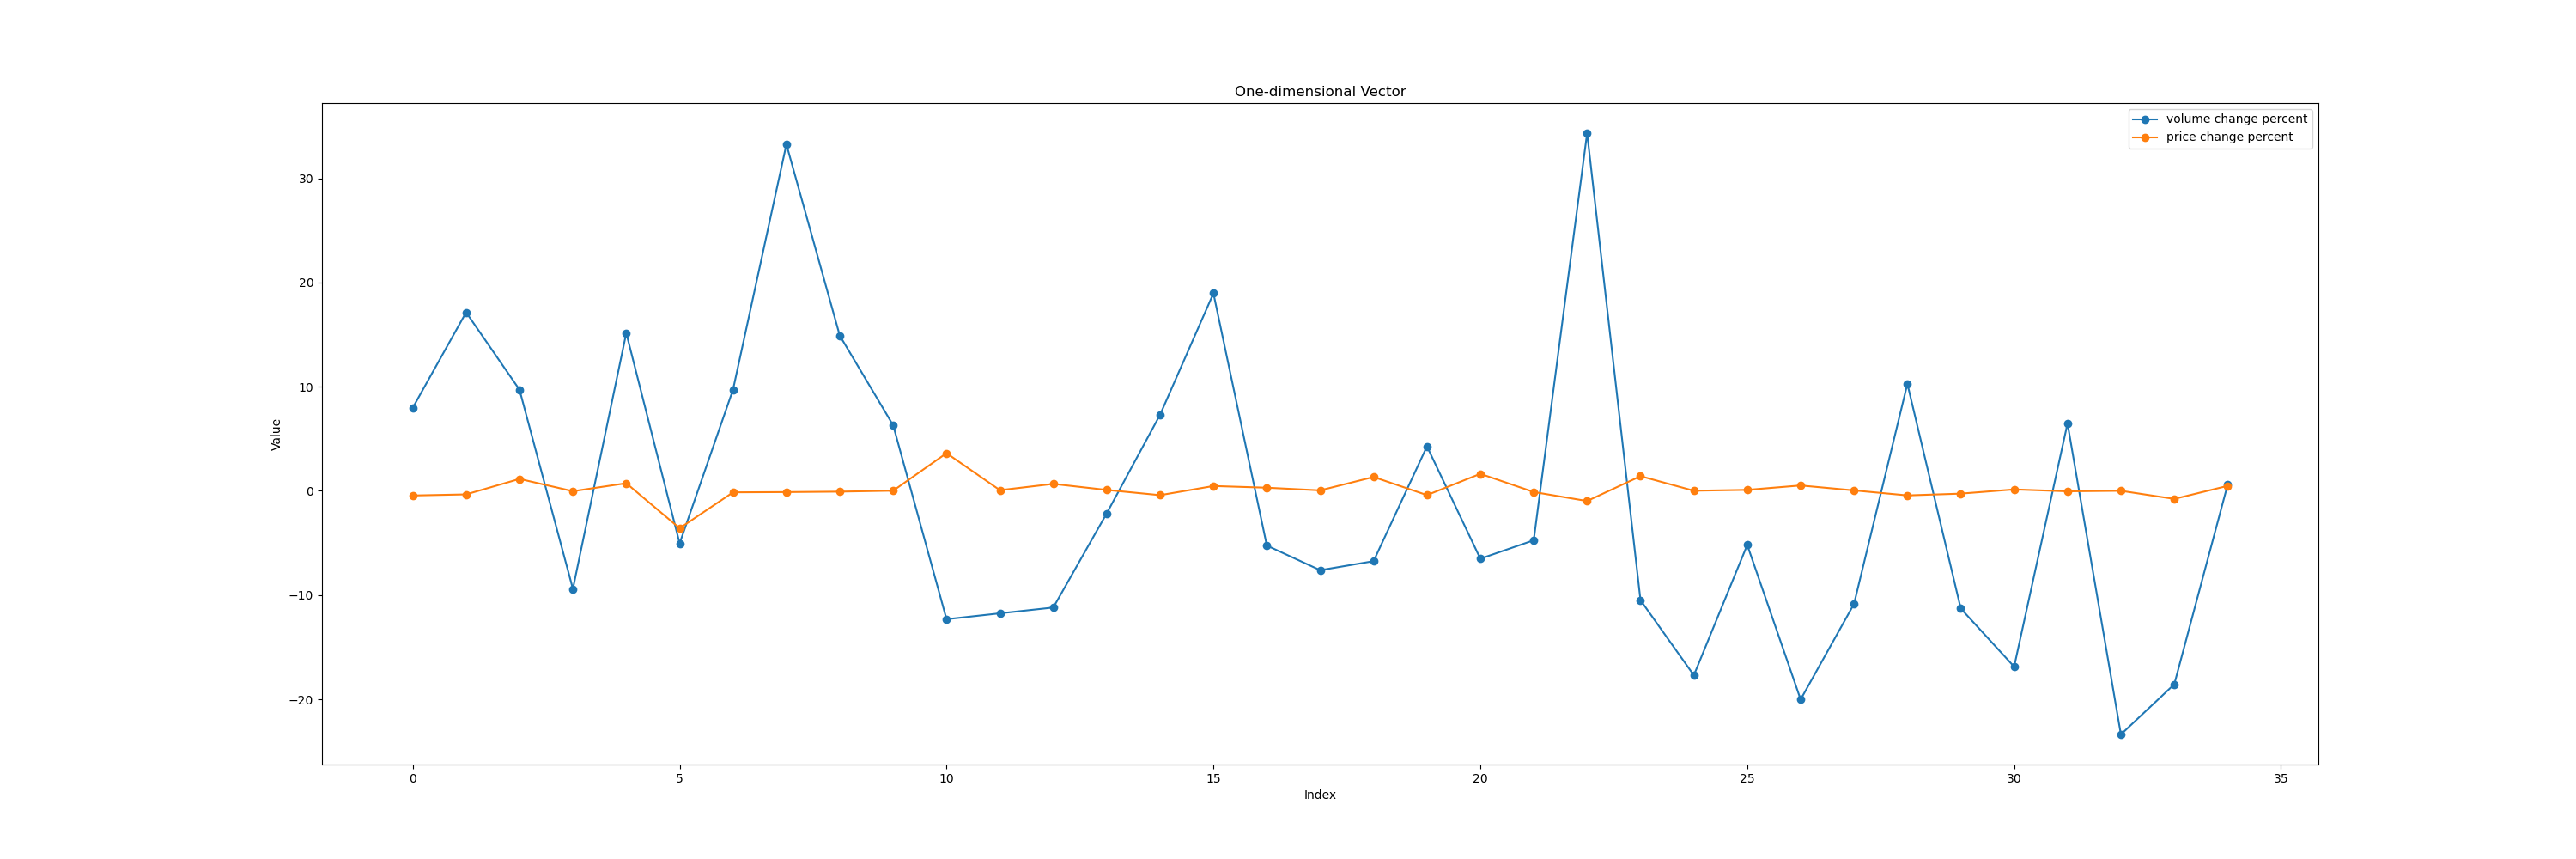 One-dimensional Vector
volume change percent
price change percent
Value
30
20
10
0
−10
−20
0
5
10
15
20
25
30
35
Index